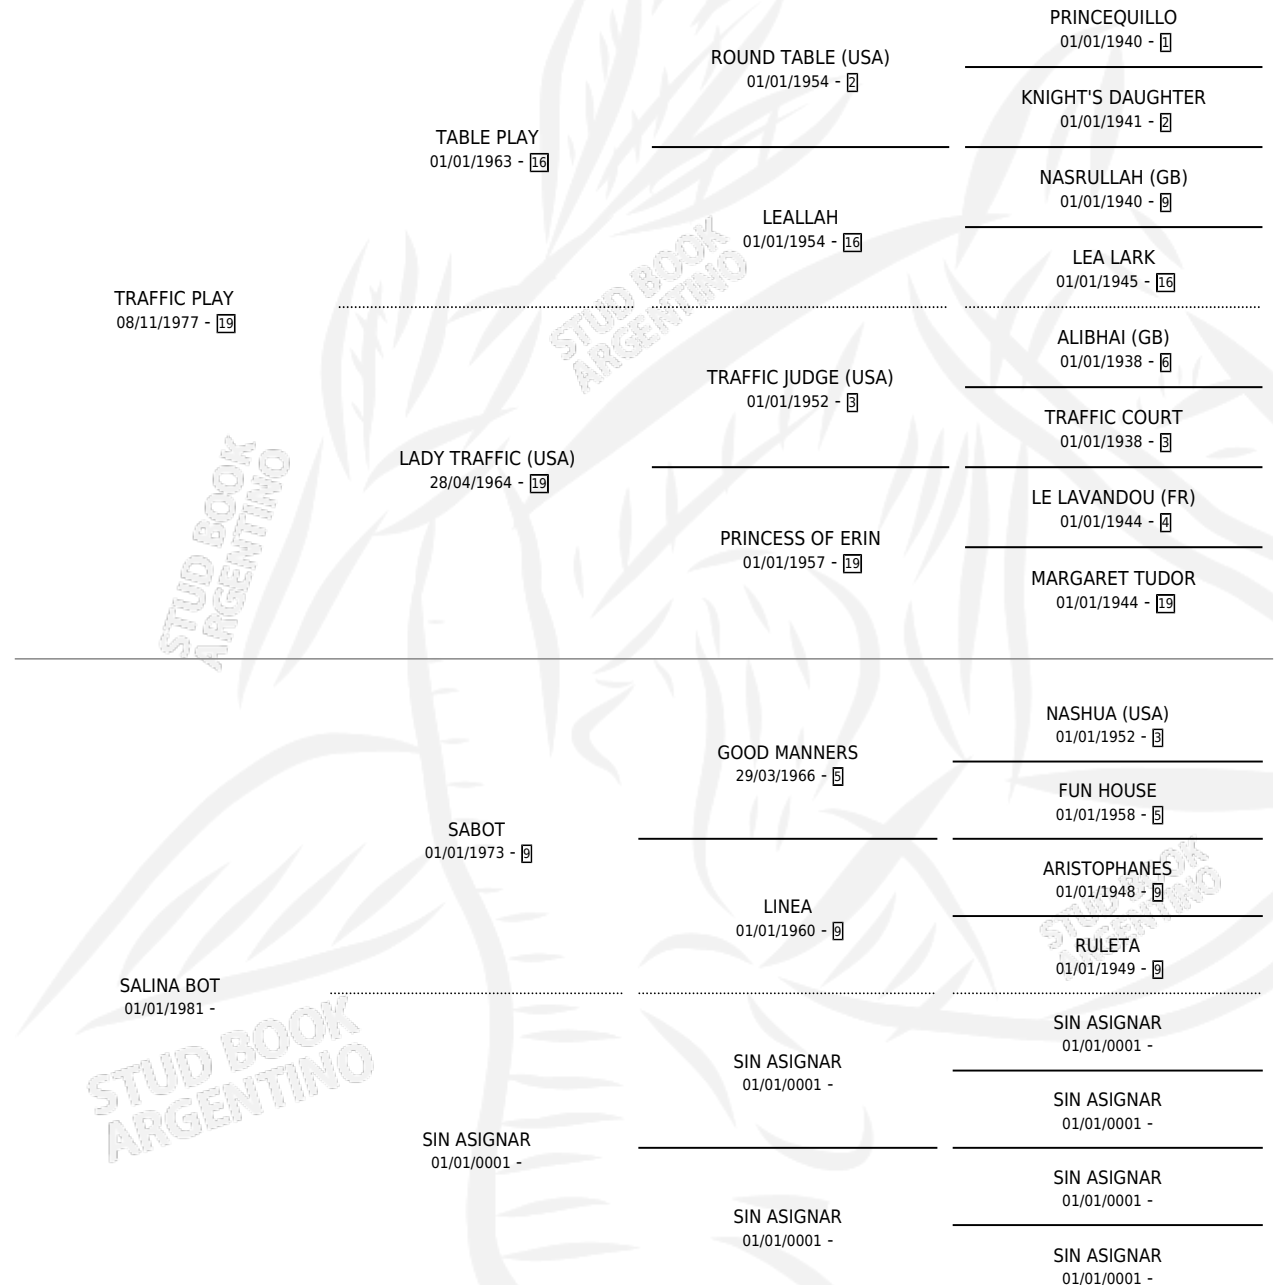 PRINCEQUILLO
01/01/1940 - 1
ROUND TABLE (USA)
01/01/1954 - 2
KNIGHT'S DAUGHTER
01/01/1941 - 2
TABLE PLAY
01/01/1963 - 16
NASRULLAH (GB)
01/01/1940 - 9
LEALLAH
01/01/1954 - 16
LEA LARK
01/01/1945 - 16
TRAFFIC PLAY
08/11/1977 - 19
ALIBHAI (GB)
01/01/1938 - 6
TRAFFIC JUDGE (USA)
01/01/1952 - 3
TRAFFIC COURT
01/01/1938 - 3
LADY TRAFFIC (USA)
28/04/1964 - 19
LE LAVANDOU (FR)
01/01/1944 - 4
PRINCESS OF ERIN
01/01/1957 - 19
MARGARET TUDOR
01/01/1944 - 19
NASHUA (USA)
01/01/1952 - 3
GOOD MANNERS
29/03/1966 - 5
FUN HOUSE
01/01/1958 - 5
SABOT
01/01/1973 - 9
ARISTOPHANES
01/01/1948 - 9
LINEA
01/01/1960 - 9
RULETA
01/01/1949 - 9
SALINA BOT
01/01/1981 -
SIN ASIGNAR
01/01/0001 -
SIN ASIGNAR
01/01/0001 -
SIN ASIGNAR
01/01/0001 -
SIN ASIGNAR
01/01/0001 -
SIN ASIGNAR
01/01/0001 -
SIN ASIGNAR
01/01/0001 -
SIN ASIGNAR
01/01/0001 -
STUD BOOK
ARGENTINO
STUD BOOK
ARGENTINO
STUD BOOK
ARGENTINO
STUD BOOK
ARGENTINO